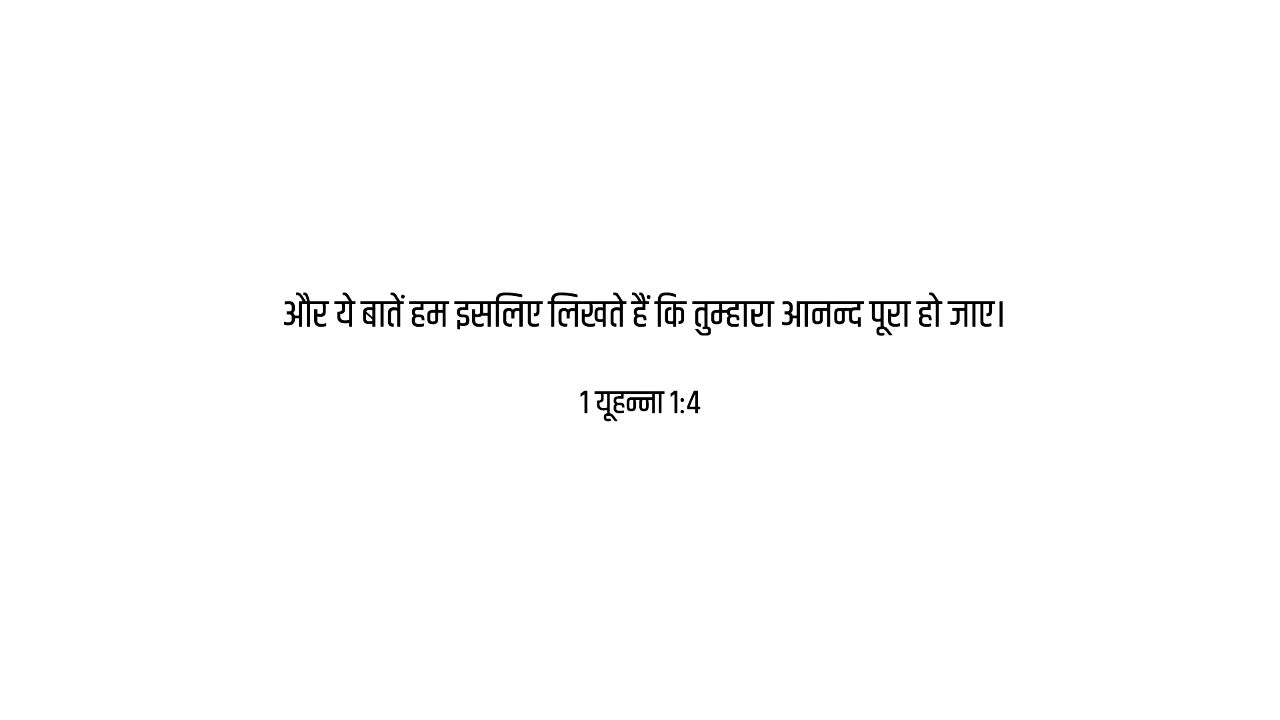 और ये बातें हम इसलिए लिखते हैं कि तुम्हारा आनन्द पूरा हो जाए।
1 यूहन्ना 1:4